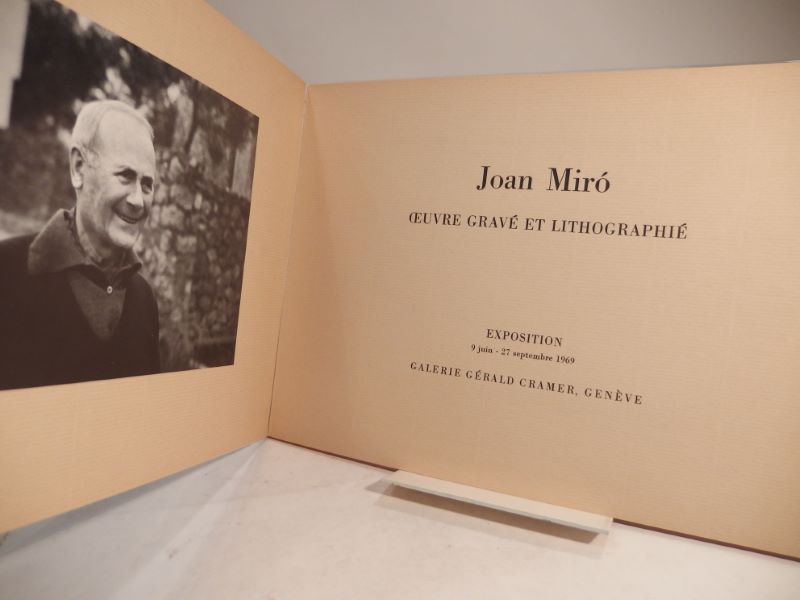 Joan Miró
ŒUVRE GRAVÉ ET LITHOGRAPHIÉ
EXPOSITION
9 juin - 27 septembre 1969
GALERIE GÉRALD CRAMER, GENÈVE